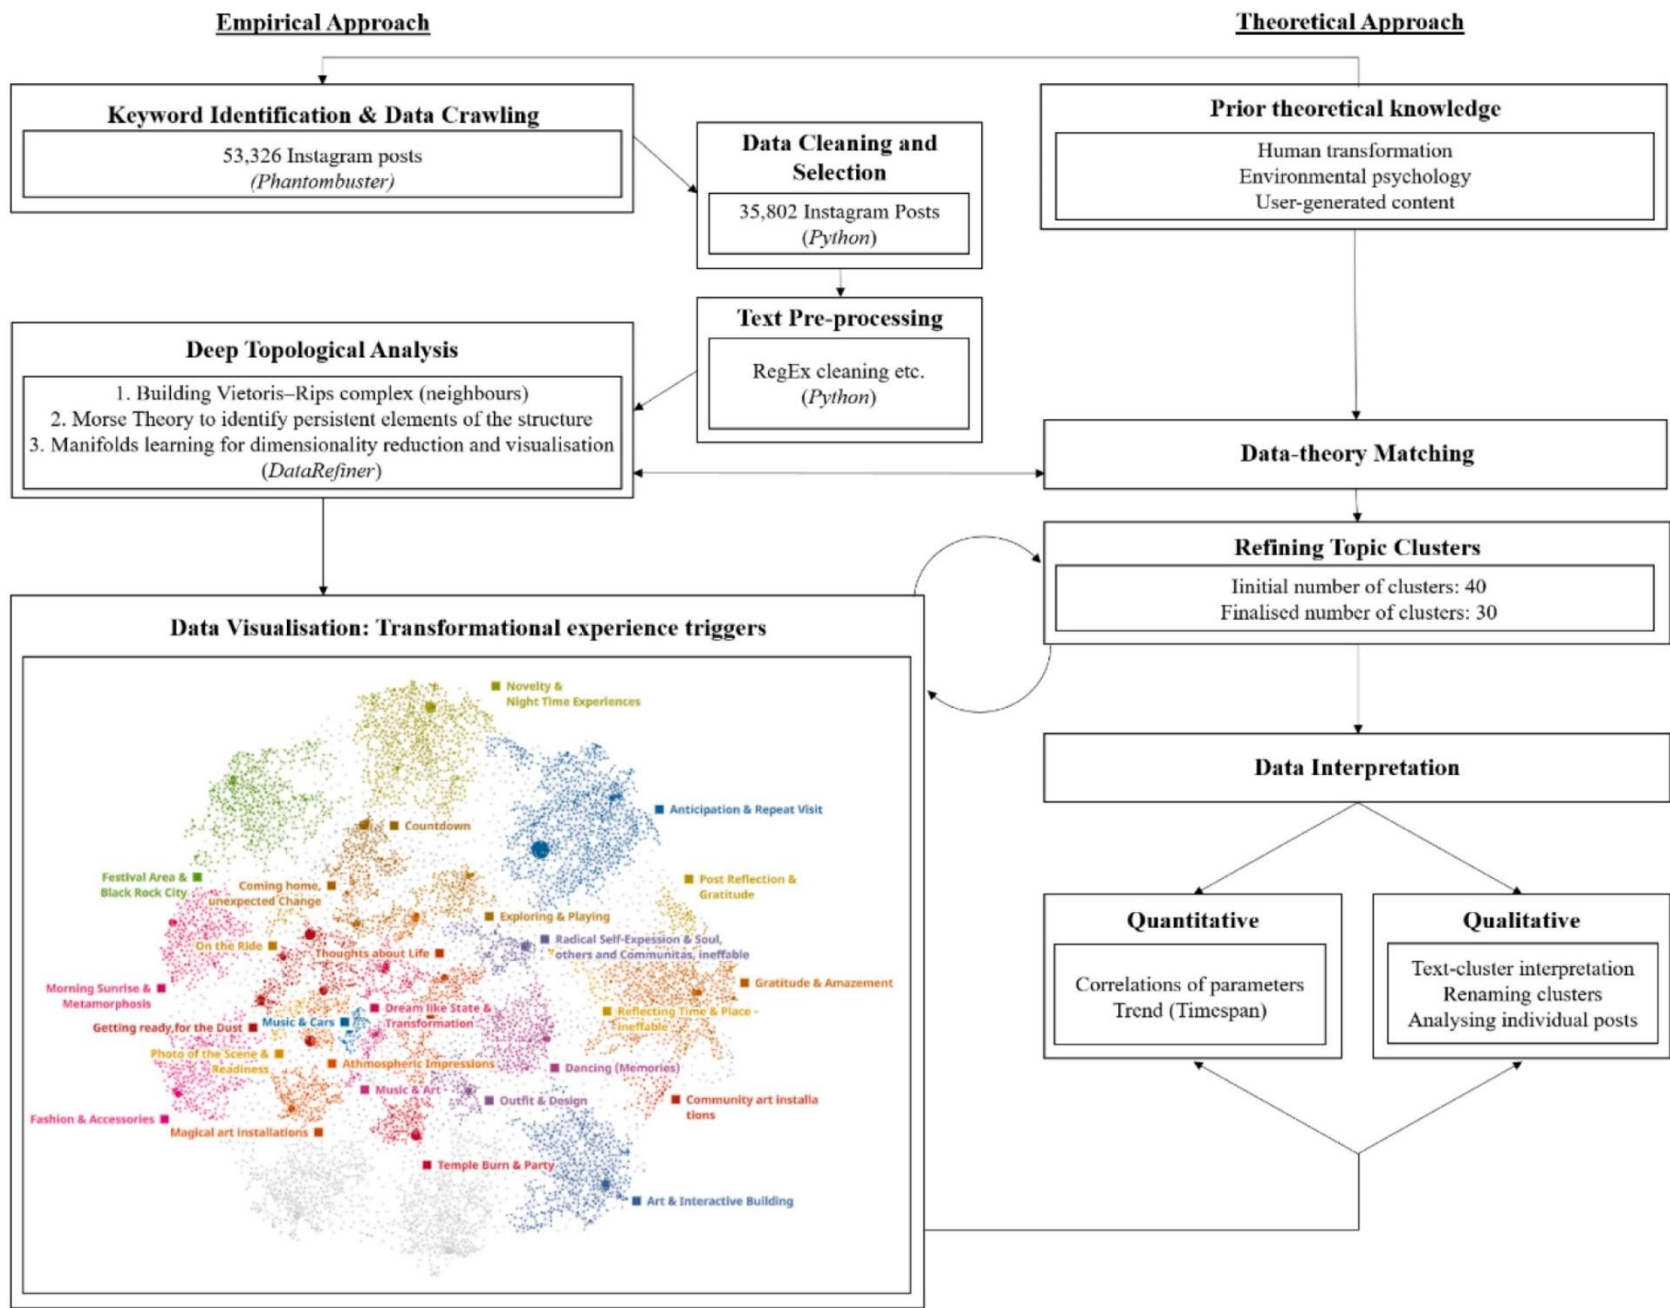 Empirical Approach
Theoretical Approach
Keyword Identification & Data Crawling
53,326 Instagram posts
(Phantombuster)
Data Cleaning and
Selection
35,802 Instagram Posts
(Python)
Prior theoretical knowledge
Human transformation
Environmental psychology
User-generated content
Text Pre-processing
RegEx cleaning etc.
(Python)
Deep Topological Analysis
1. Building Vietoris–Rips complex (neighbours)
2. Morse Theory to identify persistent elements of the structure
3. Manifolds learning for dimensionality reduction and visualisation
(DataRefiner)
Data-theory Matching
Refining Topic Clusters
Iinitial number of clusters: 40
Finalised number of clusters: 30
Data Visualisation: Transformational experience triggers
Novelty &
Night Time Experiences
Anticipation & Repeat Visit
Countdown
Festival Area &
Black Rock City
Coming home,
unexpected Change
Post Reflection &
Gratitude
Exploring & Playing
On the Ride
Thoughts about Life
Radical Self-Expession & Soul,
others and Communitas, ineffable
Morning Sunrise &
Metamorphosis
Gratitude & Amazement
Dream like State &
Transformation
Reflecting Time & Place -
ineffable
Getting ready,for the Dust
Music & Cars
Photo of the Scene &
Readiness
Athmospheric Impressions
Dancing (Memories)
Music & Art
Outfit & Design
Community art installa
tions
Fashion & Accessories
Magical art installations
Temple Burn & Party
Art & Interactive Building
Data Interpretation
Quantitative
Correlations of parameters
Trend (Timespan)
Qualitative
Text-cluster interpretation
Renaming clusters
Analysing individual posts